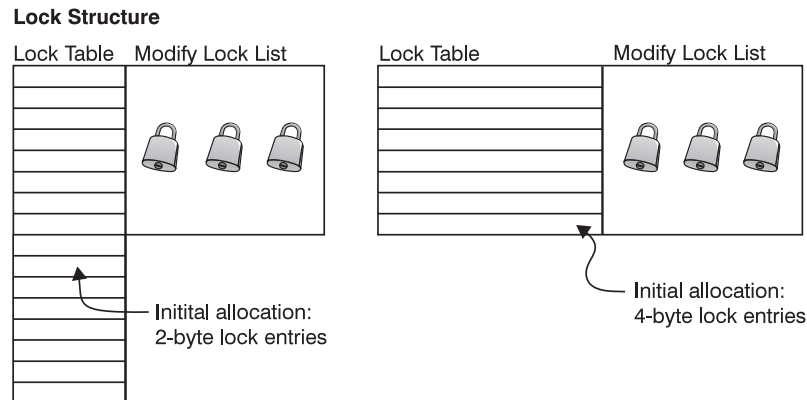 Lock Structure
Lock Table Modify Lock List
Lock Table Modify Lock List
Initital allocation:
2-byte lock entries
Initial allocation:
4-byte lock entries